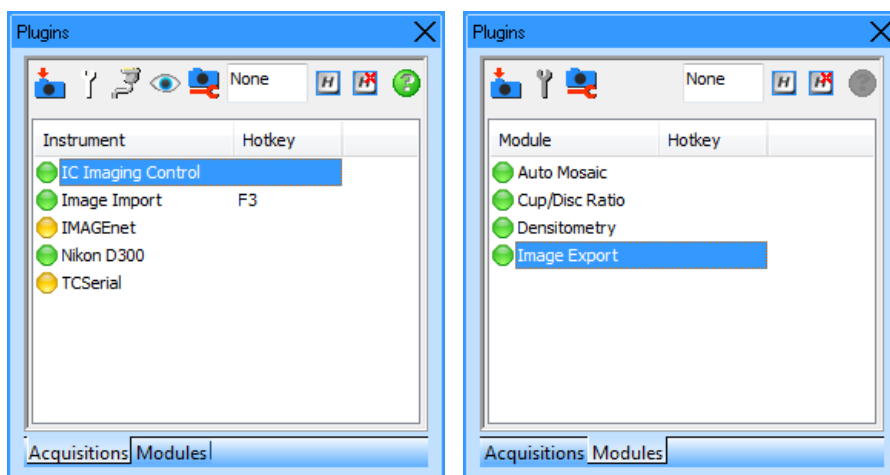 Plugins
None
H H ?
Instrument Hotkey
IC Imaging Control
Image Import F3
IMAGEnet
Nikon D300
TCSerial
Acquisitions Modules
Plugins
None
H H ?
Module Hotkey
Auto Mosaic
Cup/Disc Ratio
Densitometry
Image Export
Acquisitions Modules